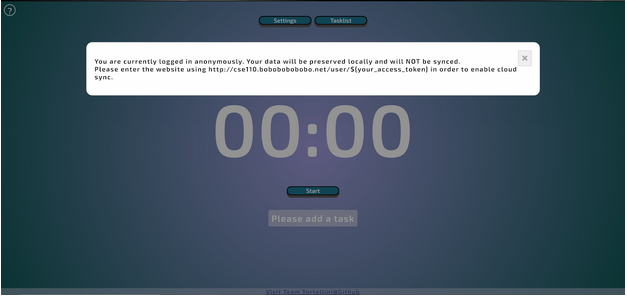 ?
Settings Tasklist
You are currently logged in anonymously. Your data will be preserved locally and will NOT be synced.
Please enter the website using http://cse110.bobobobobobo.net/user/${your_access_token} in order to enable cloud
sync.
×
00:00
Start
Please add a task
Visit Team Tortellini@Github